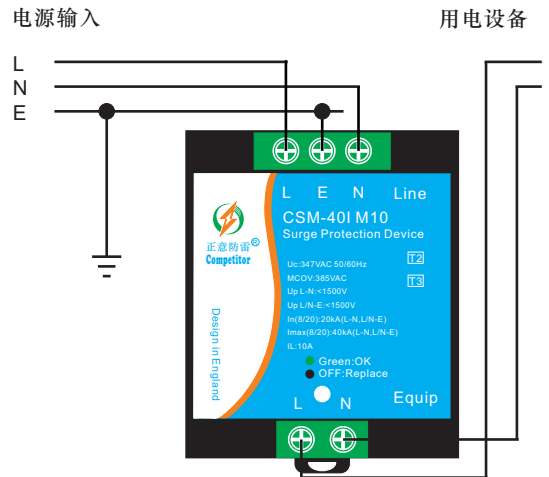 电源输入
用电设备
L
N
E
L E N Line
CSM-40I M10
Surge Protection Device
正意防雷®
Competitor
Uc:347VAC 50/60Hz
T2
MCOV:385VAC
T3
Up L-N:<1500V
Up L/N-E:<1500V
In(8/20):20kA(L-N,L/N-E)
Imax(8/20):40kA(L-N,L/N-E)
IL:10A
Green:OK
OFF:Replace
Design in England
L N Equip